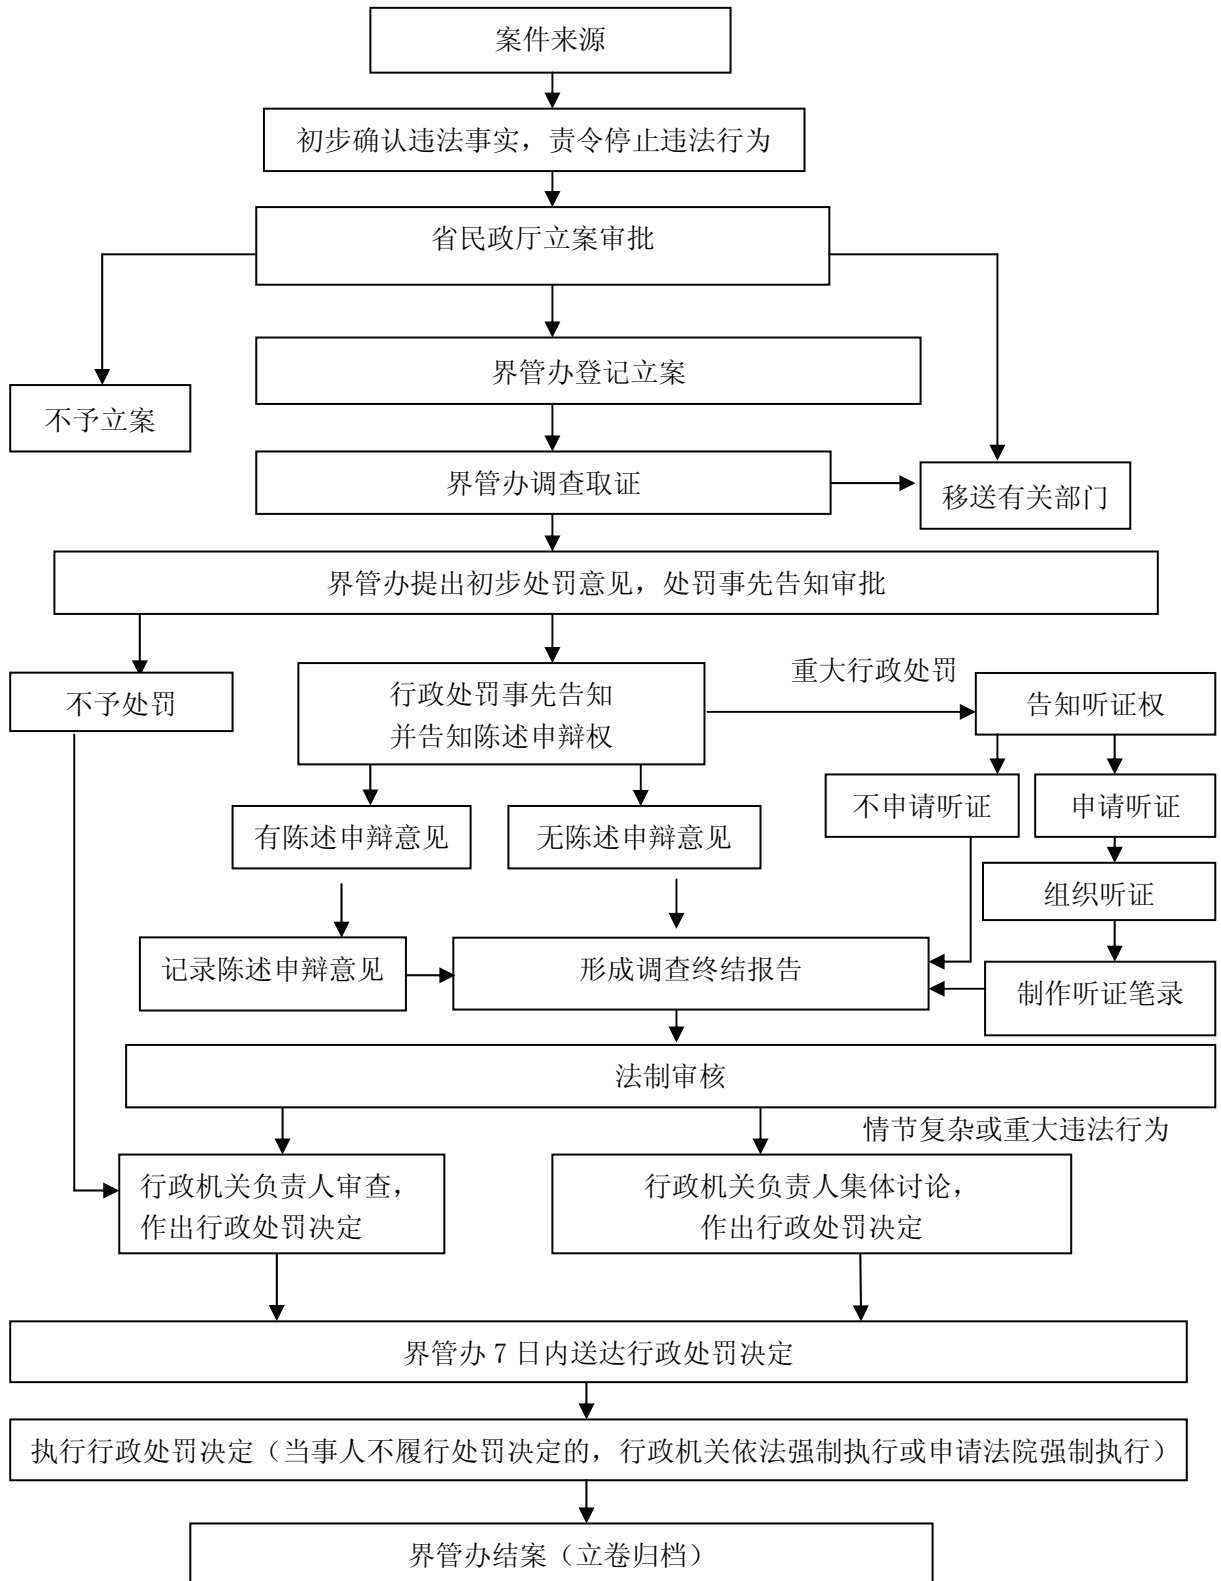 案件来源
初步确认违法事实，责令停止违法行为
省民政厅立案审批
界管办登记立案
不予立案
界管办调查取证
移送有关部门
界管办提出初步处罚意见，处罚事先告知审批
重大行政处罚
不予处罚
行政处罚事先告知
并告知陈述申辩权
告知听证权
不申请听证
申请听证
有陈述申辩意见
无陈述申辩意见
组织听证
记录陈述申辩意见
形成调查终结报告
制作听证笔录
法制审核
情节复杂或重大违法行为
行政机关负责人审查，
作出行政处罚决定
行政机关负责人集体讨论，
作出行政处罚决定
界管办 7 日内送达行政处罚决定
执行行政处罚决定（当事人不履行处罚决定的，行政机关依法强制执行或申请法院强制执行）
界管办结案（立卷归档）